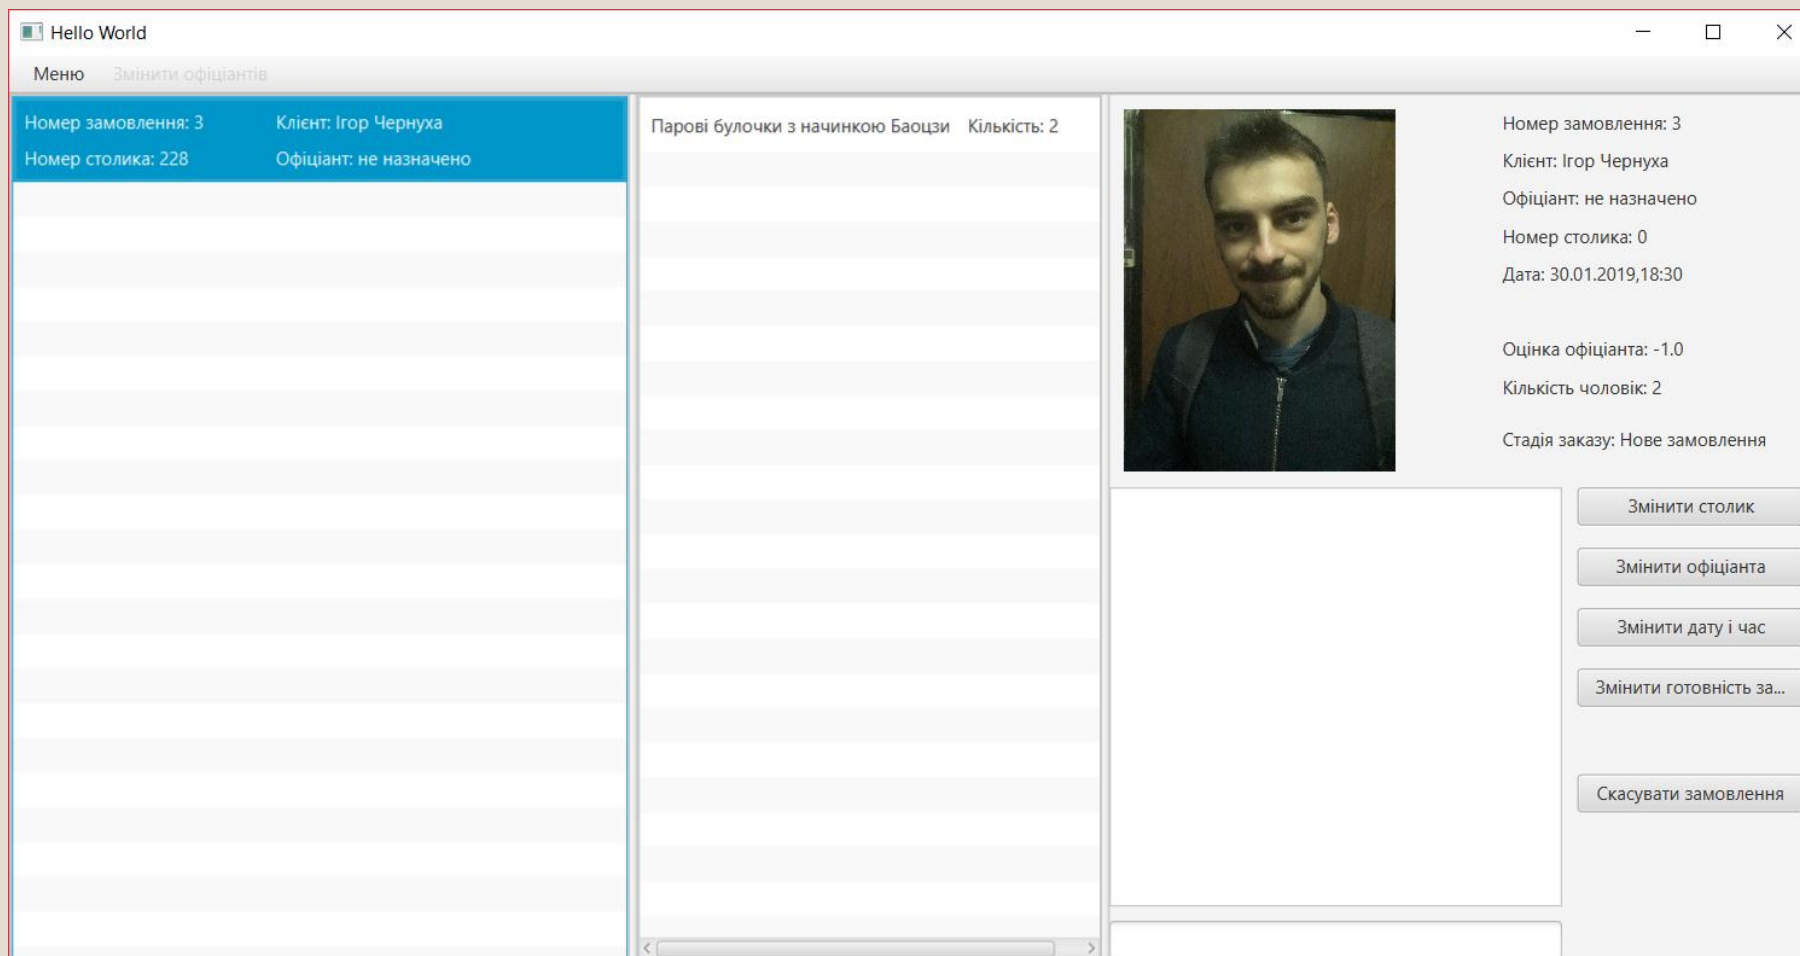 Hello World
Меню Змінити офіціантів
Номер замовлення: 3 Клієнт: Ігор Чернуха
Номер столика: 228 Офіціант: не назначено
Парові булочки з начинкою Баоцзи Кількість: 2
Номер замовлення: 3
Клієнт: Ігор Чернуха
Офіціант: не назначено
Номер столика: 0
Дата: 30.01.2019,18:30
Оцінка офіціанта: -1.0
Кількість чоловік: 2
Стадія заказу: Нове замовлення
Змінити столик
Змінити офіціанта
Змінити дату і час
Змінити готовність за...
Скасувати замовлення